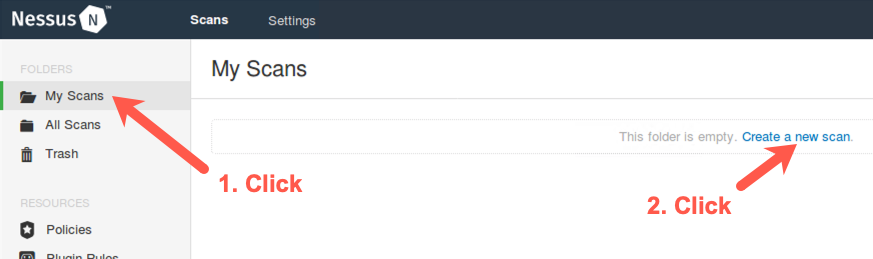 Nessus N ™
Scans
Settings
FOLDERS
My Scans
All Scans
Trash
RESOURCES
Policies
Plugin Rules
My Scans
This folder is empty. Create a new scan.
1. Click
2. Click